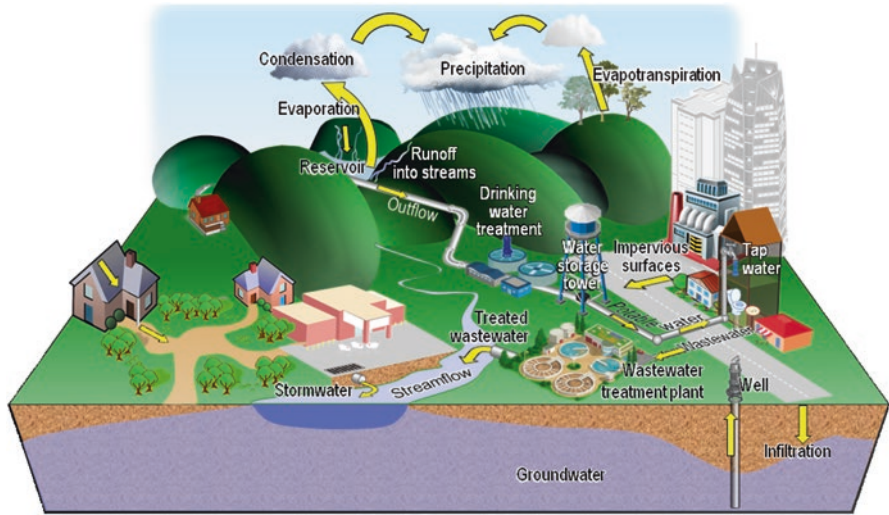 Condensation
Precipitation
Evapotranspiration
Evaporation
Reservoir
Runoff
into streams
Outflow
Drinking
water
treatment
Water
storage
tower
Impervious
surfaces
Tap
water
Potable water
Wastewater
Treated
wastewater
Wastewater
treatment plant
Stormwater
Streamflow
Well
Infiltration
Groundwater